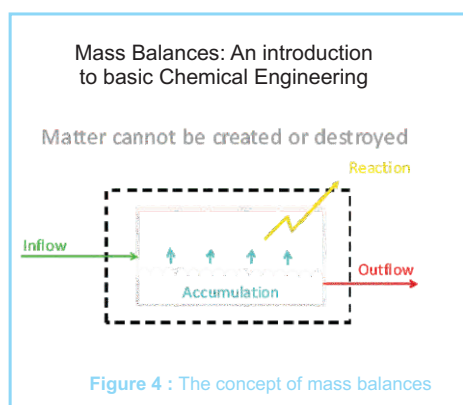 Mass Balances: An introduction
to basic Chemical Engineering
Matter cannot be created or destroyed
Reaction
Inflow
Outflow
Accumulation
Figure 4 : The concept of mass balances